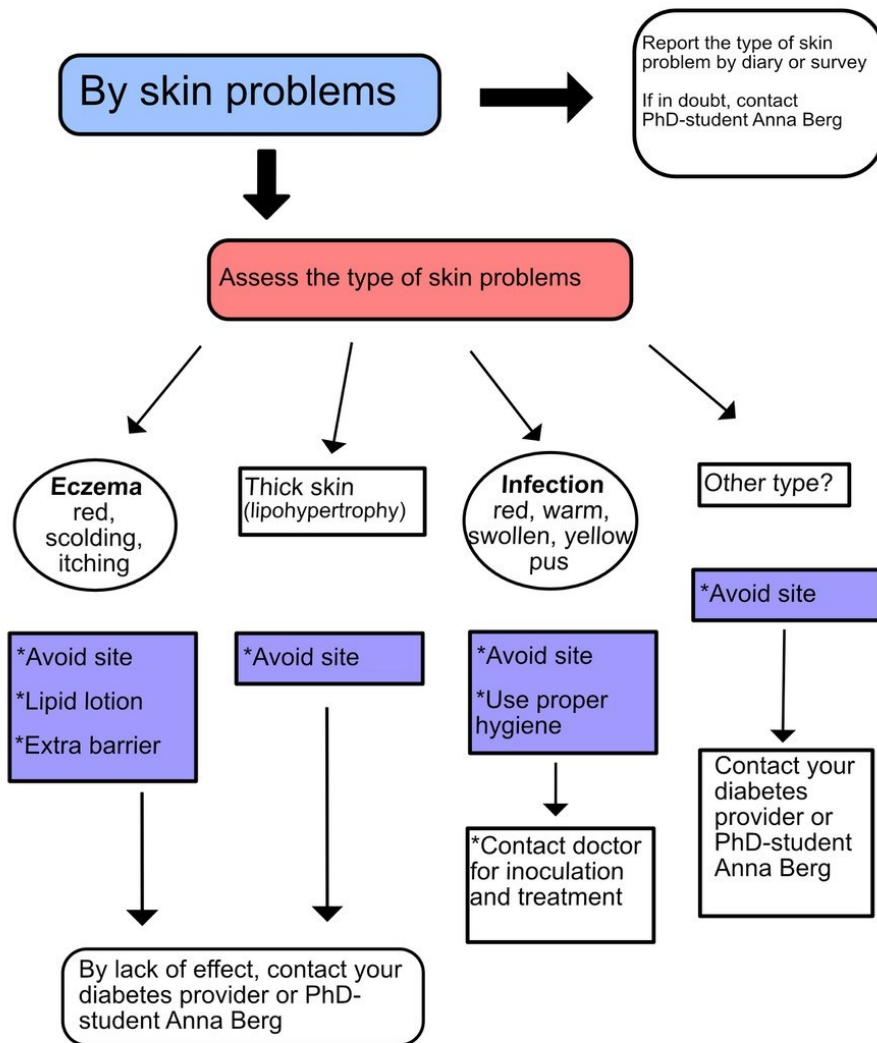 By skin problems
Report the type of skin
problem by diary or survey
If in doubt, contact
PhD-student Anna Berg
Assess the type of skin problems
Eczema
red,
scolding,
itching
Thick skin
(lipohypertrophy)
Infection
red, warm,
swollen, yellow
pus
Other type?
*Avoid site
*Lipid lotion
*Extra barrier
*Avoid site
*Avoid site
*Use proper
hygiene
*Avoid site
*Contact doctor
for inoculation
and treatment
Contact your
diabetes
provider or
PhD-student
Anna Berg
By lack of effect, contact your
diabetes provider or PhD-
student Anna Berg